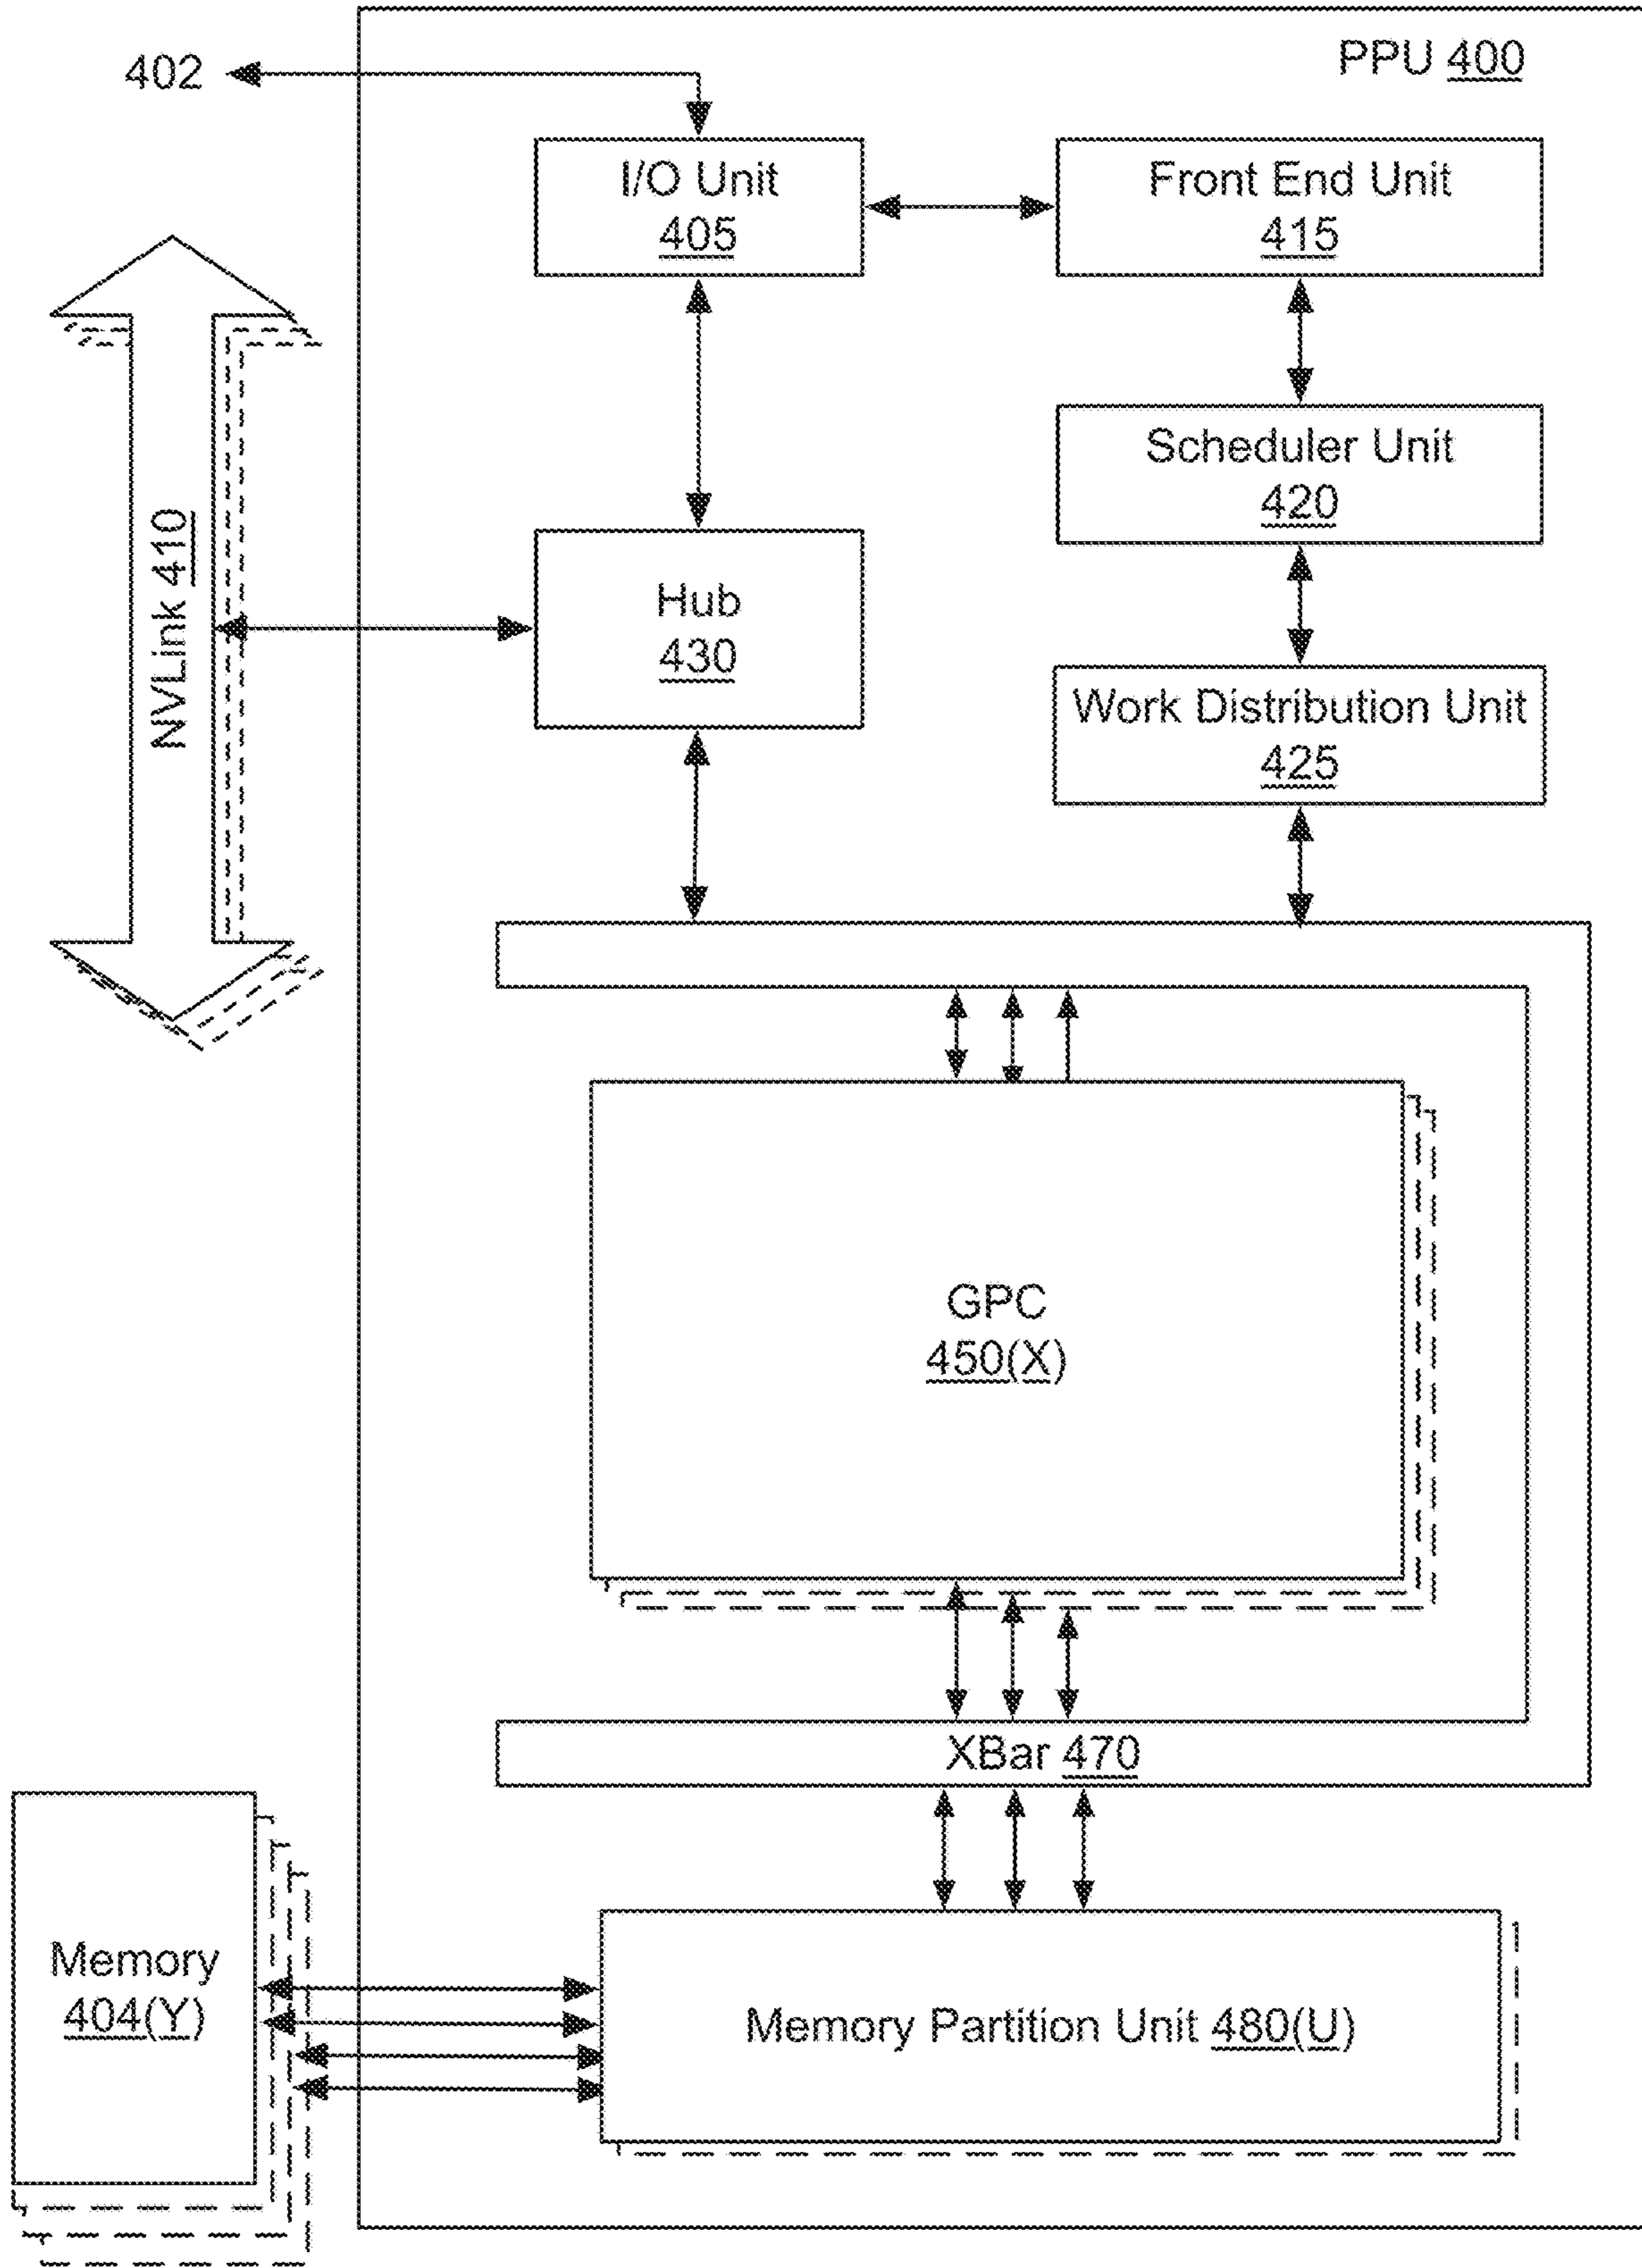 PPU 400
402
I/O Unit
405
Front End Unit
415
Scheduler Unit
420
NVLink 410
Hub
430
Work Distribution Unit
425
GPC
450(X)
XBar 470
Memory
404(Y)
Memory Partition Unit 480(U)